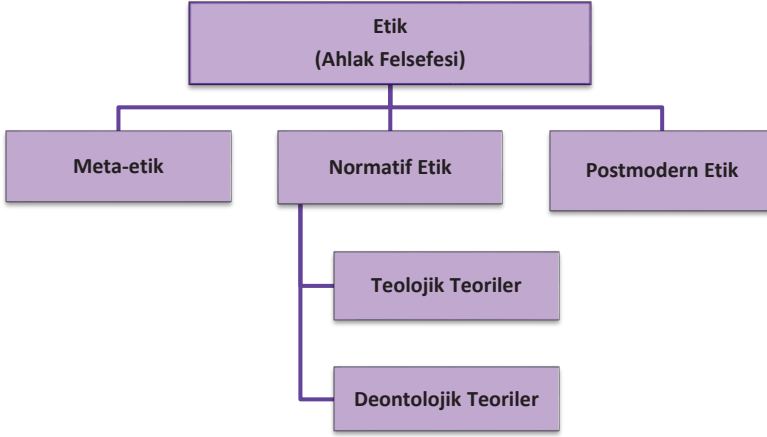 Etik
(Ahlak Felsefesi)
Meta-etik
Normatif Etik
Postmodern Etik
Teolojik Teoriler
Deontolojik Teoriler